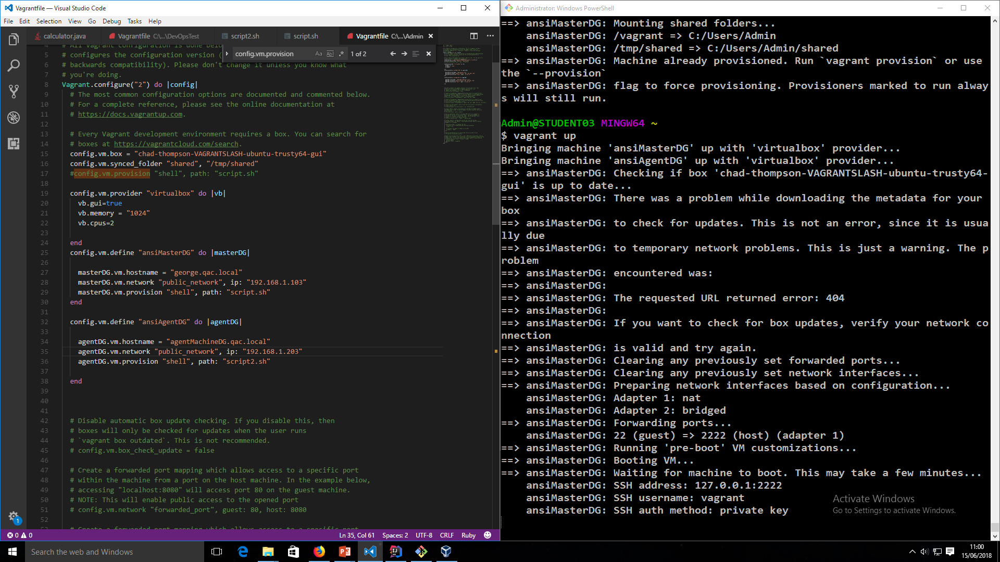 Vagrantfile — Visual Studio Code
File Edit Selection View Go Debug Tasks Help
calculator.java Vagrantfile C:\...\DevOpsTest script2.sh script.sh Vagrantfile C:\...\Admin
config.vm.provision Aa Abl .* 1 of 2
4 # All Vagrant configuration is done belo
5 # configures the configuration version (
6 # backwards compatibility). Please don't change it unless you know what
7 # you're doing.
8 Vagrant.configure("2") do |config|
9 # The most common configuration options are documented and commented below.
10 # For a complete reference, please see the online documentation at
11 # https://docs.vagrantup.com.
12
13 # Every Vagrant development environment requires a box. You can search for
14 # boxes at https://vagrantcloud.com/search.
15 config.vm.box = "chad-thompson-VAGRANTSLASH-ubuntu-trusty64-gui"
16 config.vm.synced_folder "shared", "/tmp/shared"
17 #config.vm.provision "shell", path: "script.sh"
18
19 config.vm.provider "virtualbox" do |vb|
20 vb.gui=true
21 vb.memory = "1024"
22 vb.cpus=2
23
24 end
25 config.vm.define "ansiMasterDG" do |masterDG|
26
27 masterDG.vm.hostname = "george.qac.local"
28 masterDG.vm.network "public_network", ip: "192.168.1.103"
29 masterDG.vm.provision "shell", path: "script.sh"
30 end
31
32 config.vm.define "ansiAgentDG" do |agentDG|
33
34 agentDG.vm.hostname = "agentMachineDG.qac.local"
35 agentDG.vm.network "public_network", ip: "192.168.1.203"
36 agentDG.vm.provision "shell", path: "script2.sh"
37
38 end
39
40
41
42 # Disable automatic box update checking. If you disable this, then
43 # boxes will only be checked for updates when the user runs
44 # `vagrant box outdated`. This is not recommended.
45 # config.vm.box_check_update = false
46
47 # Create a forwarded port mapping which allows access to a specific port
48 # within the machine from a port on the host machine. In the example below,
49 # accessing "localhost:8080" will access port 80 on the guest machine.
50 # NOTE: This will enable public access to the opened port
51 # config.vm.network "forwarded_port", guest: 80, host: 8080
52
53 # Create a forwarded port mapping which allows access to a specific port
1
0 0 Ln 35, Col 61 Spaces: 2 UTF-8 CRLF Ruby
Administrator: Windows PowerShell
==> ansiMasterDG: Mounting shared folders...
ansiMasterDG: /vagrant => C:/Users/Admin
ansiMasterDG: /tmp/shared => C:/Users/Admin/shared
==> ansiMasterDG: Machine already provisioned. Run `vagrant provision` or use
the `--provision`
==> ansiMasterDG: flag to force provisioning. Provisioners marked to run alway
s will still run.
Admin@STUDENT03 MINGW64 ~
$ vagrant up
Bringing machine 'ansiMasterDG' up with 'virtualbox' provider...
Bringing machine 'ansiAgentDG' up with 'virtualbox' provider...
==> ansiMasterDG: Checking if box 'chad-thompson-VAGRANTSLASH-ubuntu-trusty64-
gui' is up to date...
==> ansiMasterDG: There was a problem while downloading the metadata for your
box
==> ansiMasterDG: to check for updates. This is not an error, since it is usua
lly due
==> ansiMasterDG: to temporary network problems. This is just a warning. The p
roblem
==> ansiMasterDG: encountered was:
==> ansiMasterDG:
==> ansiMasterDG: The requested URL returned error: 404
==> ansiMasterDG:
==> ansiMasterDG: If you want to check for box updates, verify your network co
nnection
==> ansiMasterDG: is valid and try again.
==> ansiMasterDG: Clearing any previously set forwarded ports...
==> ansiMasterDG: Clearing any previously set network interfaces...
==> ansiMasterDG: Preparing network interfaces based on configuration...
ansiMasterDG: Adapter 1: nat
ansiMasterDG: Adapter 2: bridged
==> ansiMasterDG: Forwarding ports...
ansiMasterDG: 22 (guest) => 2222 (host) (adapter 1)
==> ansiMasterDG: Running 'pre-boot' VM customizations...
==> ansiMasterDG: Booting VM...
==> ansiMasterDG: Waiting for machine to boot. This may take a few minutes...
ansiMasterDG: SSH address: 127.0.0.1:2222
ansiMasterDG: SSH username: vagrant
ansiMasterDG: SSH auth method: private key
Activate Windows
Go to Settings to activate Windows.
Search the web and Windows
11:00
15/06/2018